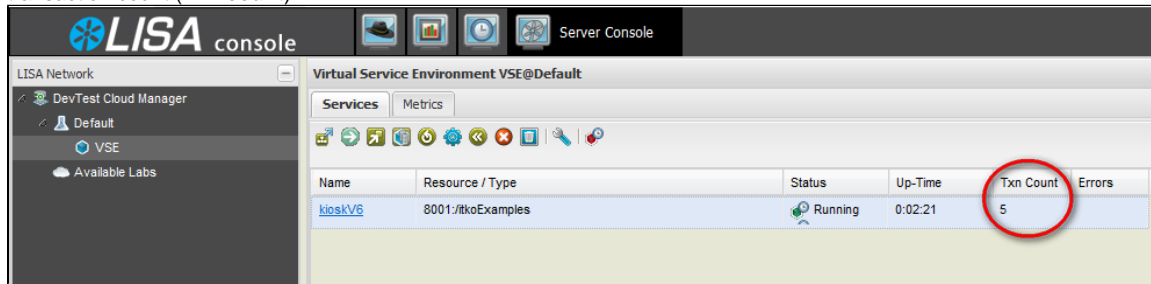 LISA console
Server Console
LISA Network
Virtual Service Environment VSE@Default
DevTest Cloud Manager
Services Metrics
Default
VSE
Available Labs
Name Resource / Type Status Up-Time Txn Count Errors
kioskV6 8001:/itkoExamples Running 0:02:21 5